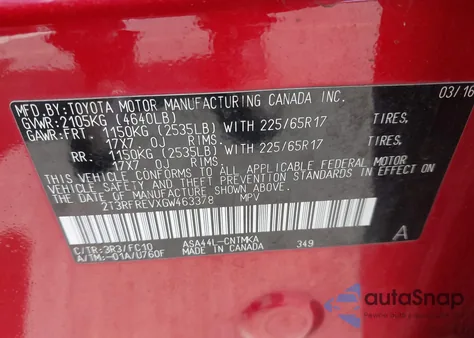 MFD.BY:TOYOTA MOTOR MANUFACTURING CANADA INC. 03/16
GVWR:2105KG (4640LB)
GAWR:FRT. 1150KG (2535LB) WITH 225/65R17 TIRES.
17X7 OJ RIMS.
RR. 1150KG (2535LB) WITH 225/65R17 TIRES.
17X7 OJ RIMS.
THIS VEHICLE CONFORMS TO ALL APPLICABLE FEDERAL MOTOR
VEHICLE SAFETY AND THEFT PREVENTION STANDARDS IN EFFECT ON
THE DATE OF MANUFACTURE SHOWN ABOVE.
2T3RFREVXGW463378 MPV
C/TR:3R3/FC10 ASA44L-CNTMKA A
A/TM:-01A/U760F MADE IN CANADA 349
autoSnap